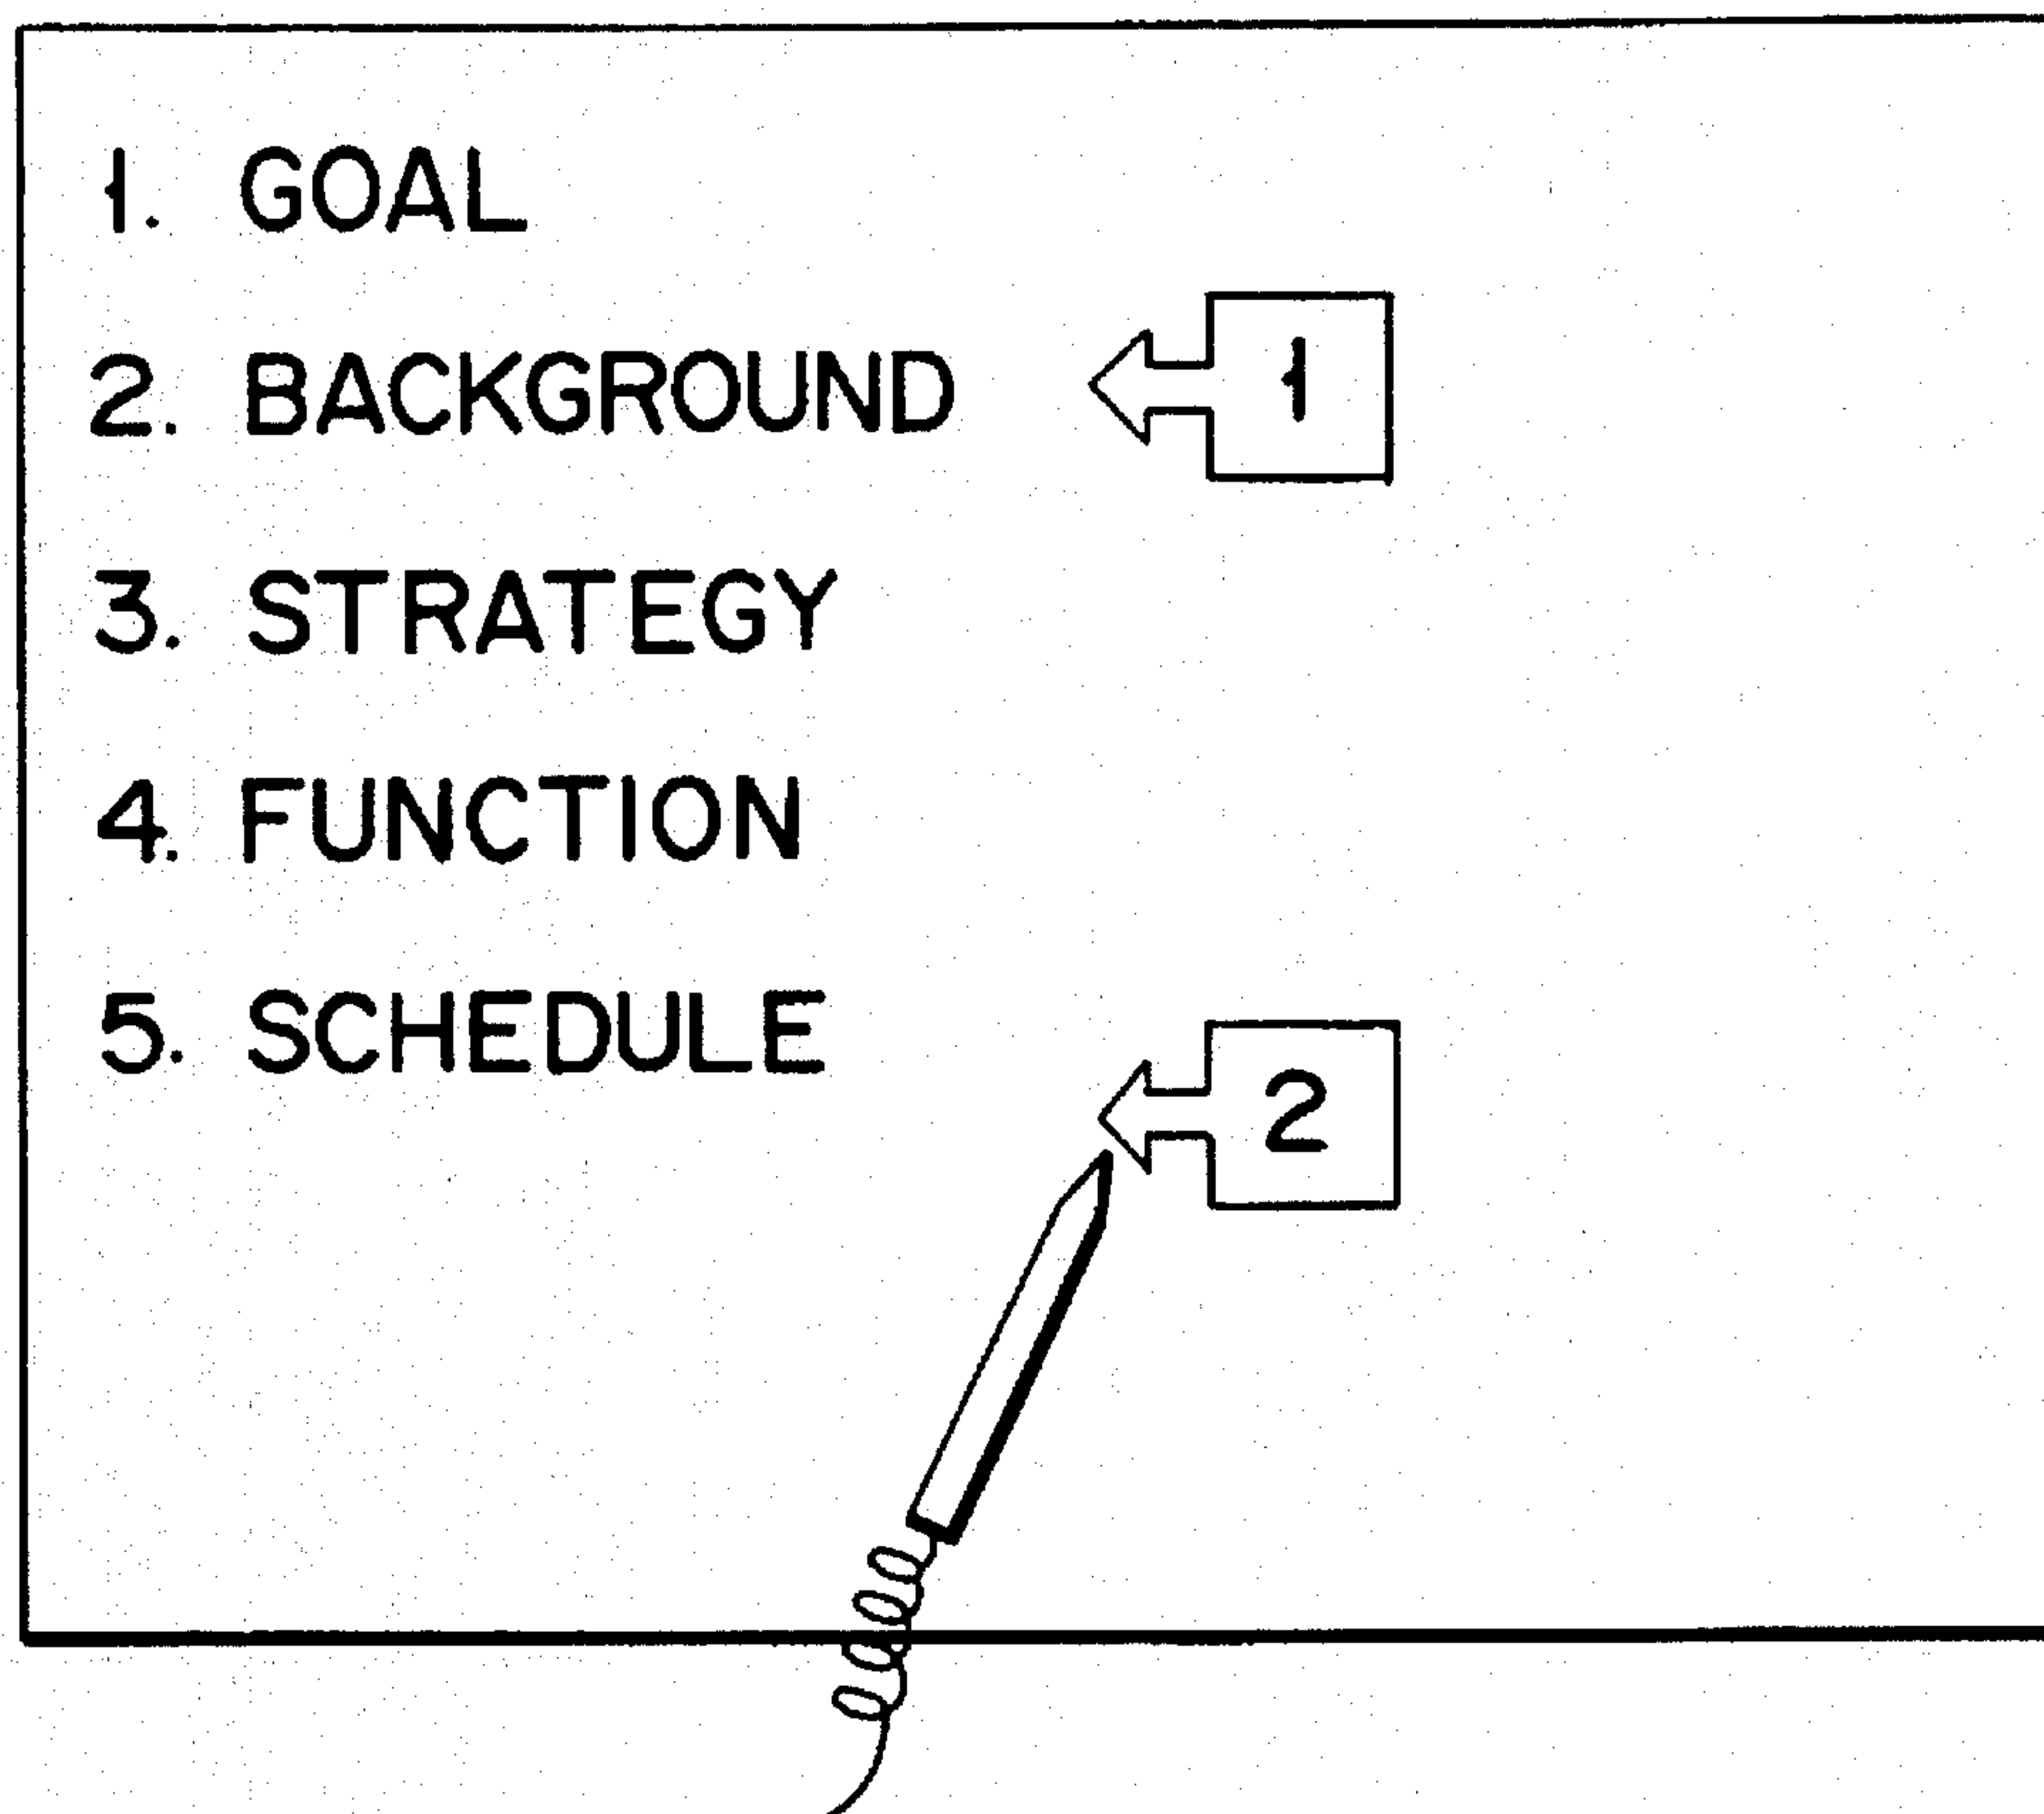 1. GOAL
2. BACKGROUND
1
3. STRATEGY
4. FUNCTION
5. SCHEDULE
2